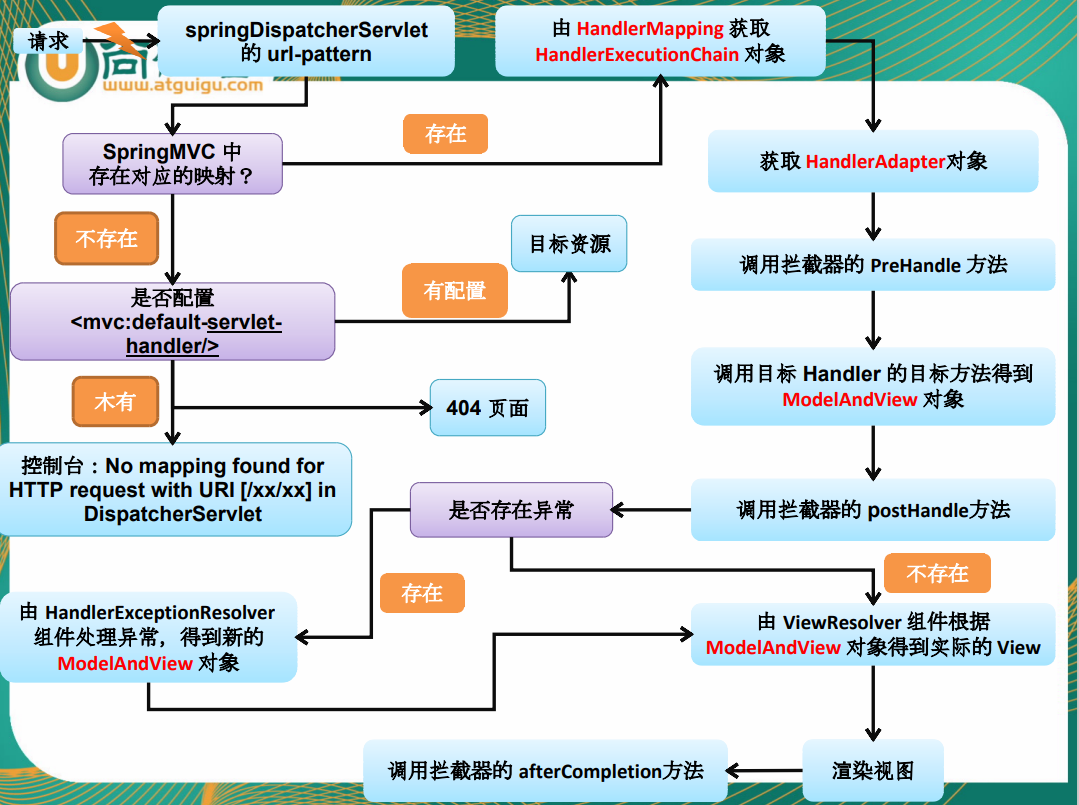 请求
springDispatcherServlet
的 url-pattern
由 HandlerMapping 获取
HandlerExecutionChain 对象
www.atguigu.com
存在
SpringMVC 中
存在对应的映射？
获取 HandlerAdapter对象
不存在
目标资源
调用拦截器的 PreHandle 方法
有配置
是否配置
<mvc:default-servlet-
handler/>
调用目标 Handler 的目标方法得到
ModelAndView 对象
木有
404 页面
控制台：No mapping found for
HTTP request with URI [/xx/xx] in
DispatcherServlet
是否存在异常
调用拦截器的 postHandle方法
不存在
存在
由 HandlerExceptionResolver
组件处理异常，得到新的
ModelAndView 对象
由 ViewResolver 组件根据
ModelAndView 对象得到实际的 View
调用拦截器的 afterCompletion方法
渲染视图